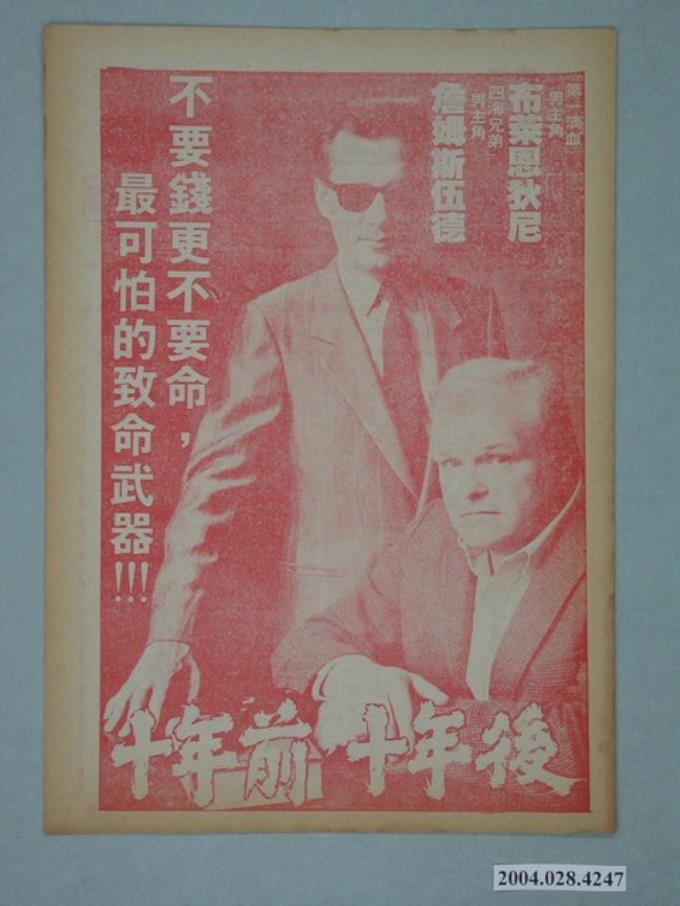 第一滴血」
男主角
布萊恩狄尼
「四海兄弟」
男主角
詹姆斯伍德
不要錢更不要命，
最可怕的致命武器!!!
十年前 十年後
2004.028.4247